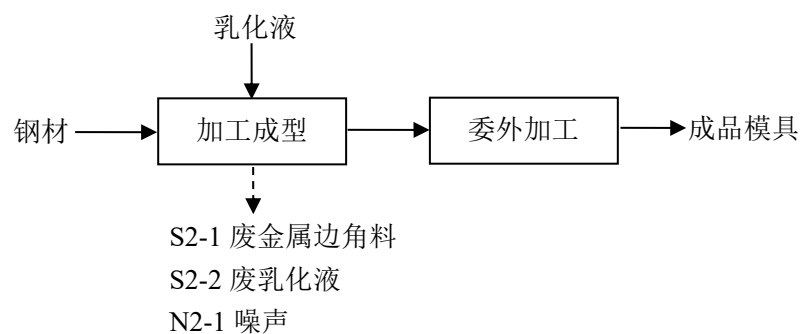 乳化液
钢材
加工成型
委外加工
成品模具
S2-1 废金属边角料
S2-2 废乳化液
N2-1 噪声